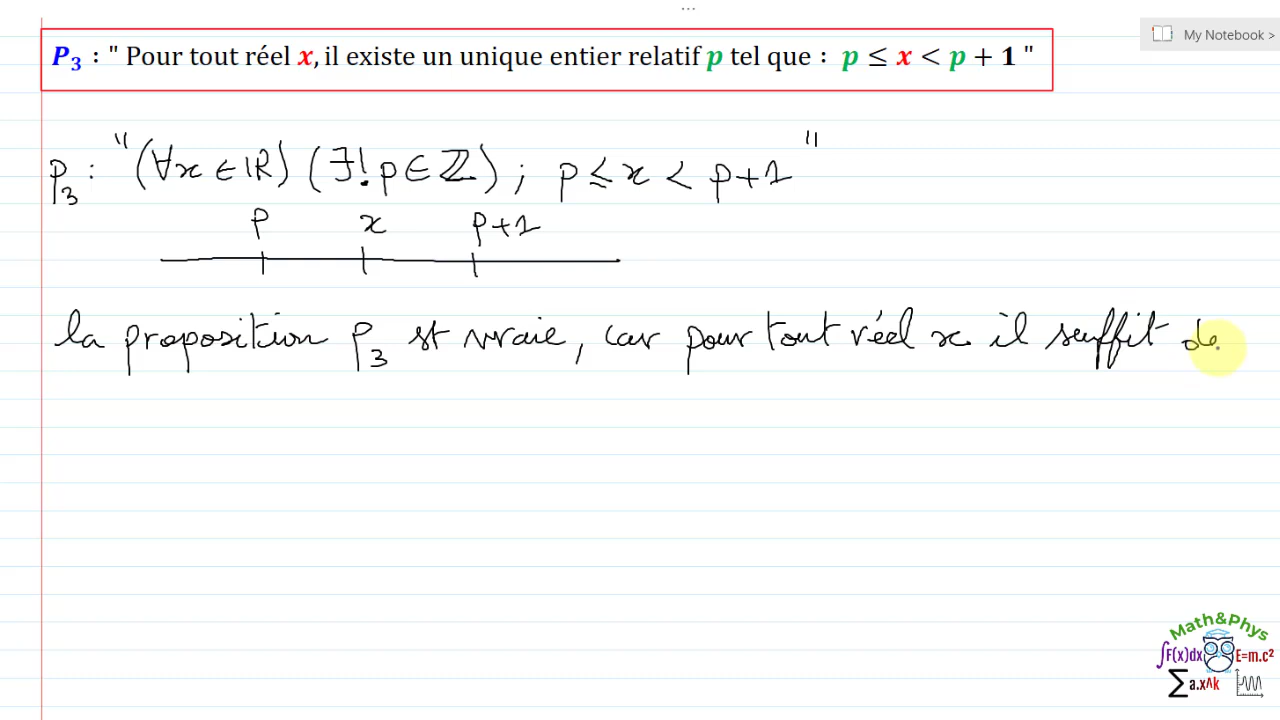 ...
My Notebook >
P₃ : " Pour tout réel x, il existe un unique entier relatif p tel que : p ≤ x < p + 1 "
p₃ : "(∀x ∈ ℝ) (∃! p ∈ ℤ) ; p ≤ x < p+1 "
p x p+1
la proposition p₃ est vraie, car pour tout réel x il suffit de
Math&Phys
∫F(x)dx E=m.c²
∑ a.x^k